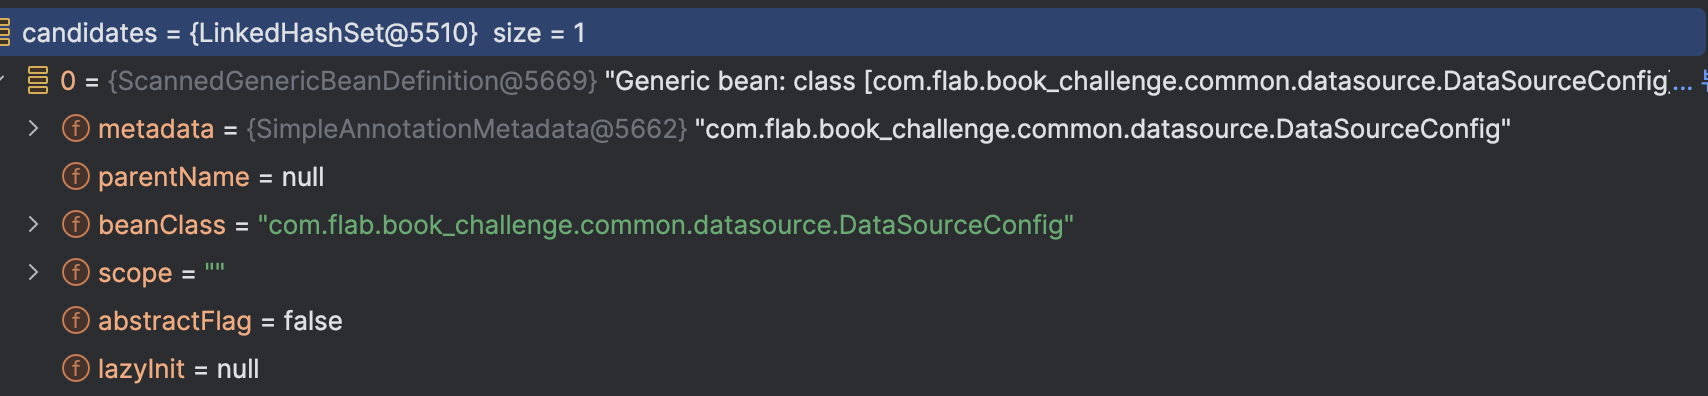 candidates = {LinkedHashSet@5510} size = 1
0 = {ScannedGenericBeanDefinition@5669} "Generic bean: class [com.flab.book_challenge.common.datasource.DataSourceConfig]...
f metadata = {SimpleAnnotationMetadata@5662} "com.flab.book_challenge.common.datasource.DataSourceConfig"
f parentName = null
f beanClass = "com.flab.book_challenge.common.datasource.DataSourceConfig"
f scope = ""
f abstractFlag = false
f lazyInit = null